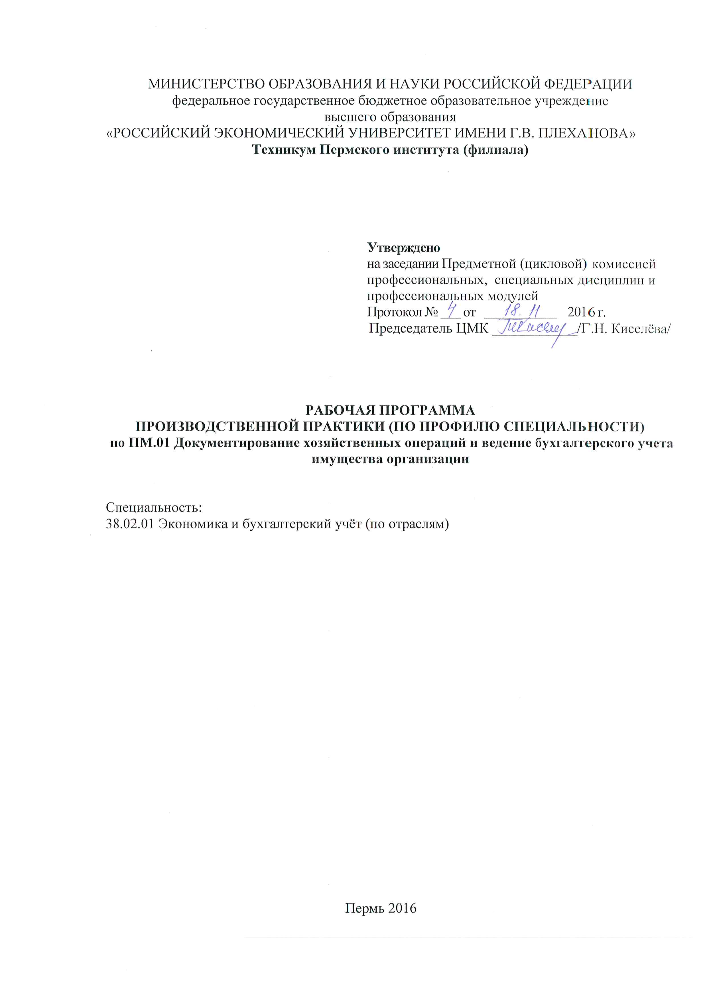 МИНИСТЕРСТВО ОБРАЗОВАНИЯ И НАУКИ РОССИЙСКОЙ ФЕДЕРАЦИИ
федеральное государственное бюджетное образовательное учреждение
высшего образования
«РОССИЙСКИЙ ЭКОНОМИЧЕСКИЙ УНИВЕРСИТЕТ ИМЕНИ Г.В. ПЛЕХАНОВА»
Техникум Пермского института (филиала)
Утверждено
на заседании Предметной (цикловой) комиссией
профессиональных, специальных дисциплин и
профессиональных модулей
Протокол № 4 от 18. 11 2016 г.
Председатель ЦМК /Г.Н. Киселёва/
РАБОЧАЯ ПРОГРАММА
ПРОИЗВОДСТВЕННОЙ ПРАКТИКИ (ПО ПРОФИЛЮ СПЕЦИАЛЬНОСТИ)
по ПМ.01 Документирование хозяйственных операций и ведение бухгалтерского учета
имущества организации
Специальность:
38.02.01 Экономика и бухгалтерский учёт (по отраслям)
Пермь 2016